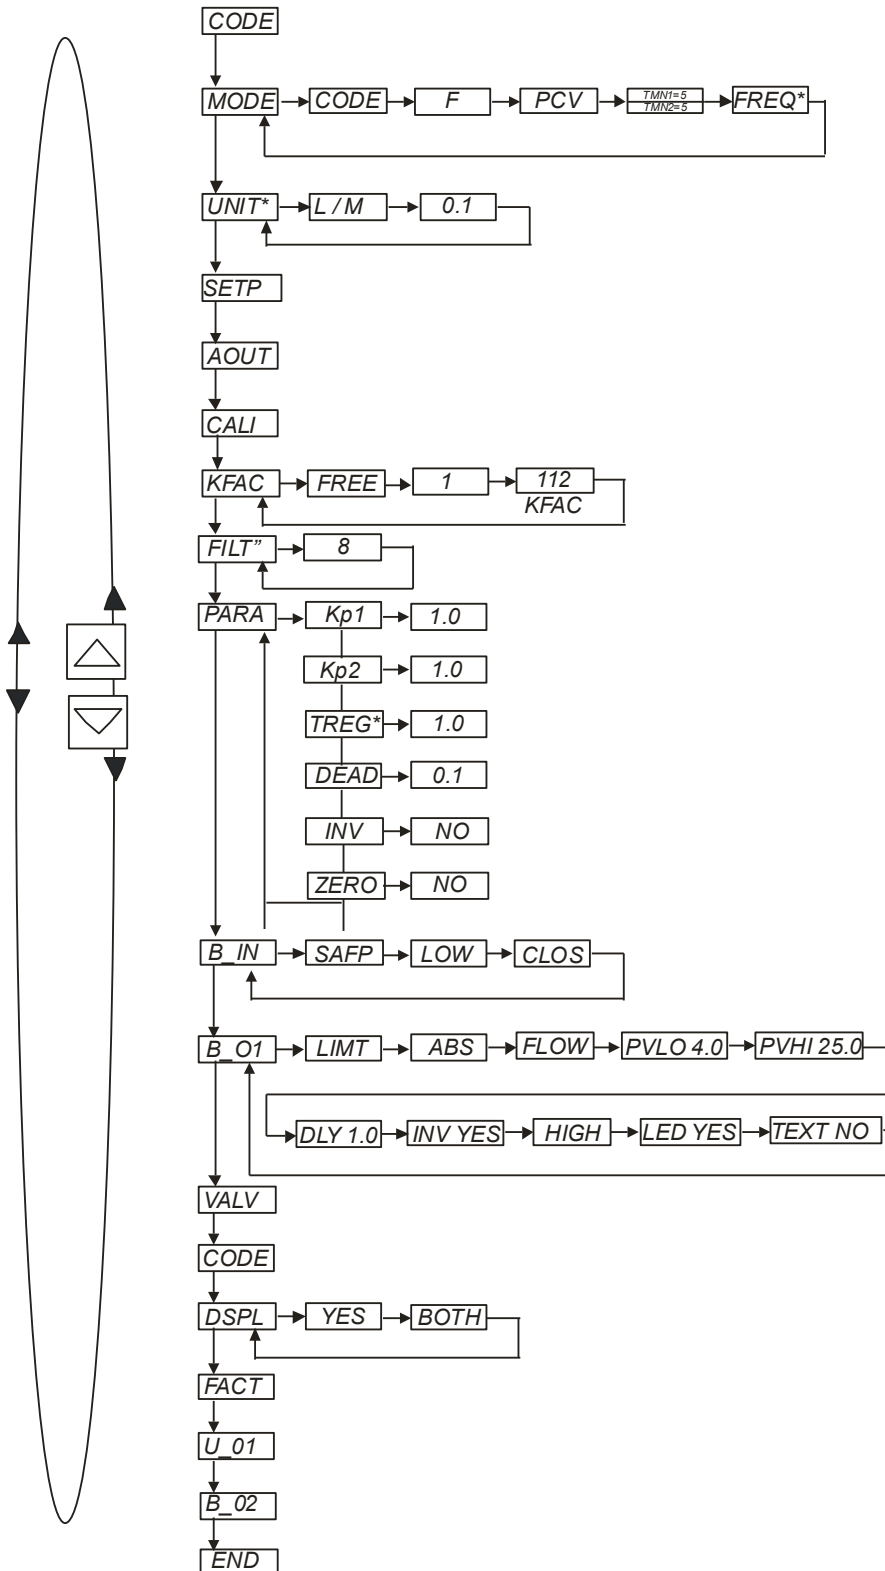 CODE
MODE CODE F PCV TMN1=5 FREQ*
TMN2=5
UNIT* L / M 0.1
SETP
AOUT
CALI
KFAC FREE 1 112
KFAC
FILT” 8
PARA Kp1 1.0
Kp2 1.0
TREG* 1.0
DEAD 0.1
INV NO
ZERO NO
B_IN SAFP LOW CLOS
B_O1 LIMT ABS FLOW PVLO 4.0 PVHI 25.0
DLY 1.0 INV YES HIGH LED YES TEXT NO
VALV
CODE
DSPL YES BOTH
FACT
U_01
B_02
END